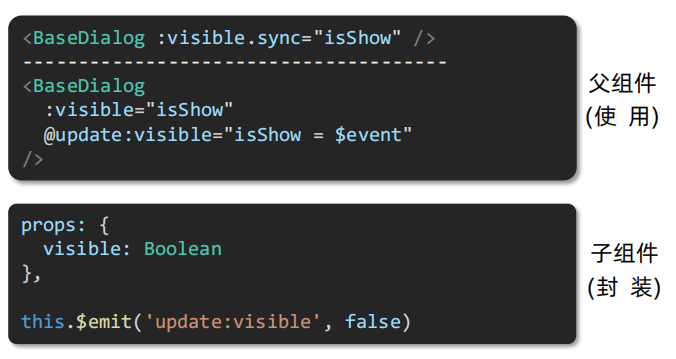 <BaseDialog :visible.sync="isShow" />
--------------------------------------
<BaseDialog
  :visible="isShow"
  @update:visible="isShow = $event"
/>
父组件
(使 用)
props: {
  visible: Boolean
},
this.$emit('update:visible', false)
子组件
(封 装)